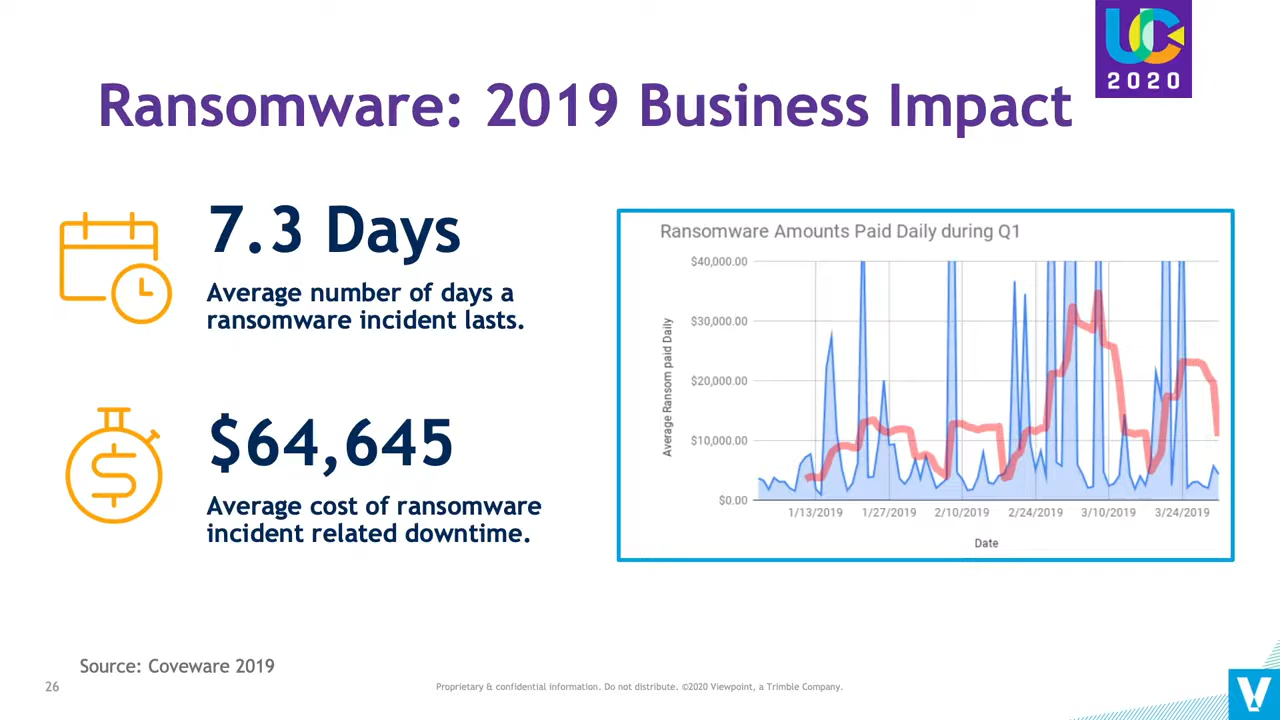 UC
2020
Ransomware: 2019 Business Impact
7.3 Days
Average number of days a
ransomware incident lasts.
$64,645
Average cost of ransomware
incident related downtime.
Ransomware Amounts Paid Daily during Q1
Average Ransom paid Daily
$40,000.00
$30,000.00
$20,000.00
$10,000.00
$0.00
1/13/2019 1/27/2019 2/10/2019 2/24/2019 3/10/2019 3/24/2019
Date
Source: Coveware 2019
26
Proprietary & confidential information. Do not distribute. ©2020 Viewpoint, a Trimble Company.